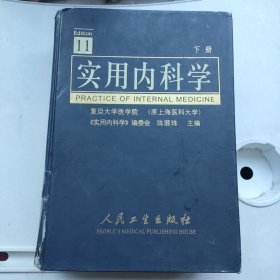 Edition
11
下册
实用内科学
PRACTICE OF INTERNAL MEDICINE
复旦大学医学院 (原上海医科大学)
《实用内科学》编委会 陈灏珠 主编
人民卫生出版社
PEOPLE'S MEDICAL PUBLISHING HOUSE